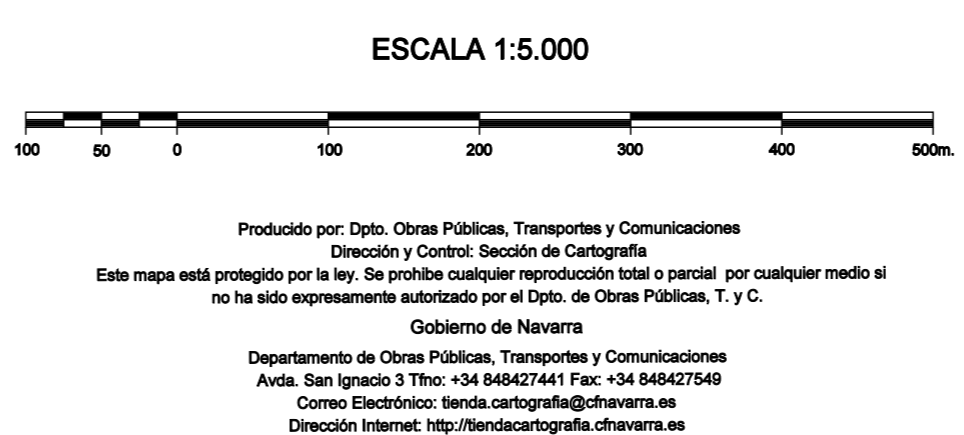 ESCALA 1:5.000
100 50 0 100 200 300 400 500m.
Producido por: Dpto. Obras Públicas, Transportes y Comunicaciones
Dirección y Control: Sección de Cartografía
Este mapa está protegido por la ley. Se prohibe cualquier reproducción total o parcial por cualquier medio si
no ha sido expresamente autorizado por el Dpto. de Obras Públicas, T. y C.
Gobierno de Navarra
Departamento de Obras Públicas, Transportes y Comunicaciones
Avda. San Ignacio 3 Tfno: +34 848427441 Fax: +34 848427549
Correo Electrónico: tienda.cartografia@cfnavarra.es
Dirección Internet: http://tiendacartografia.cfnavarra.es